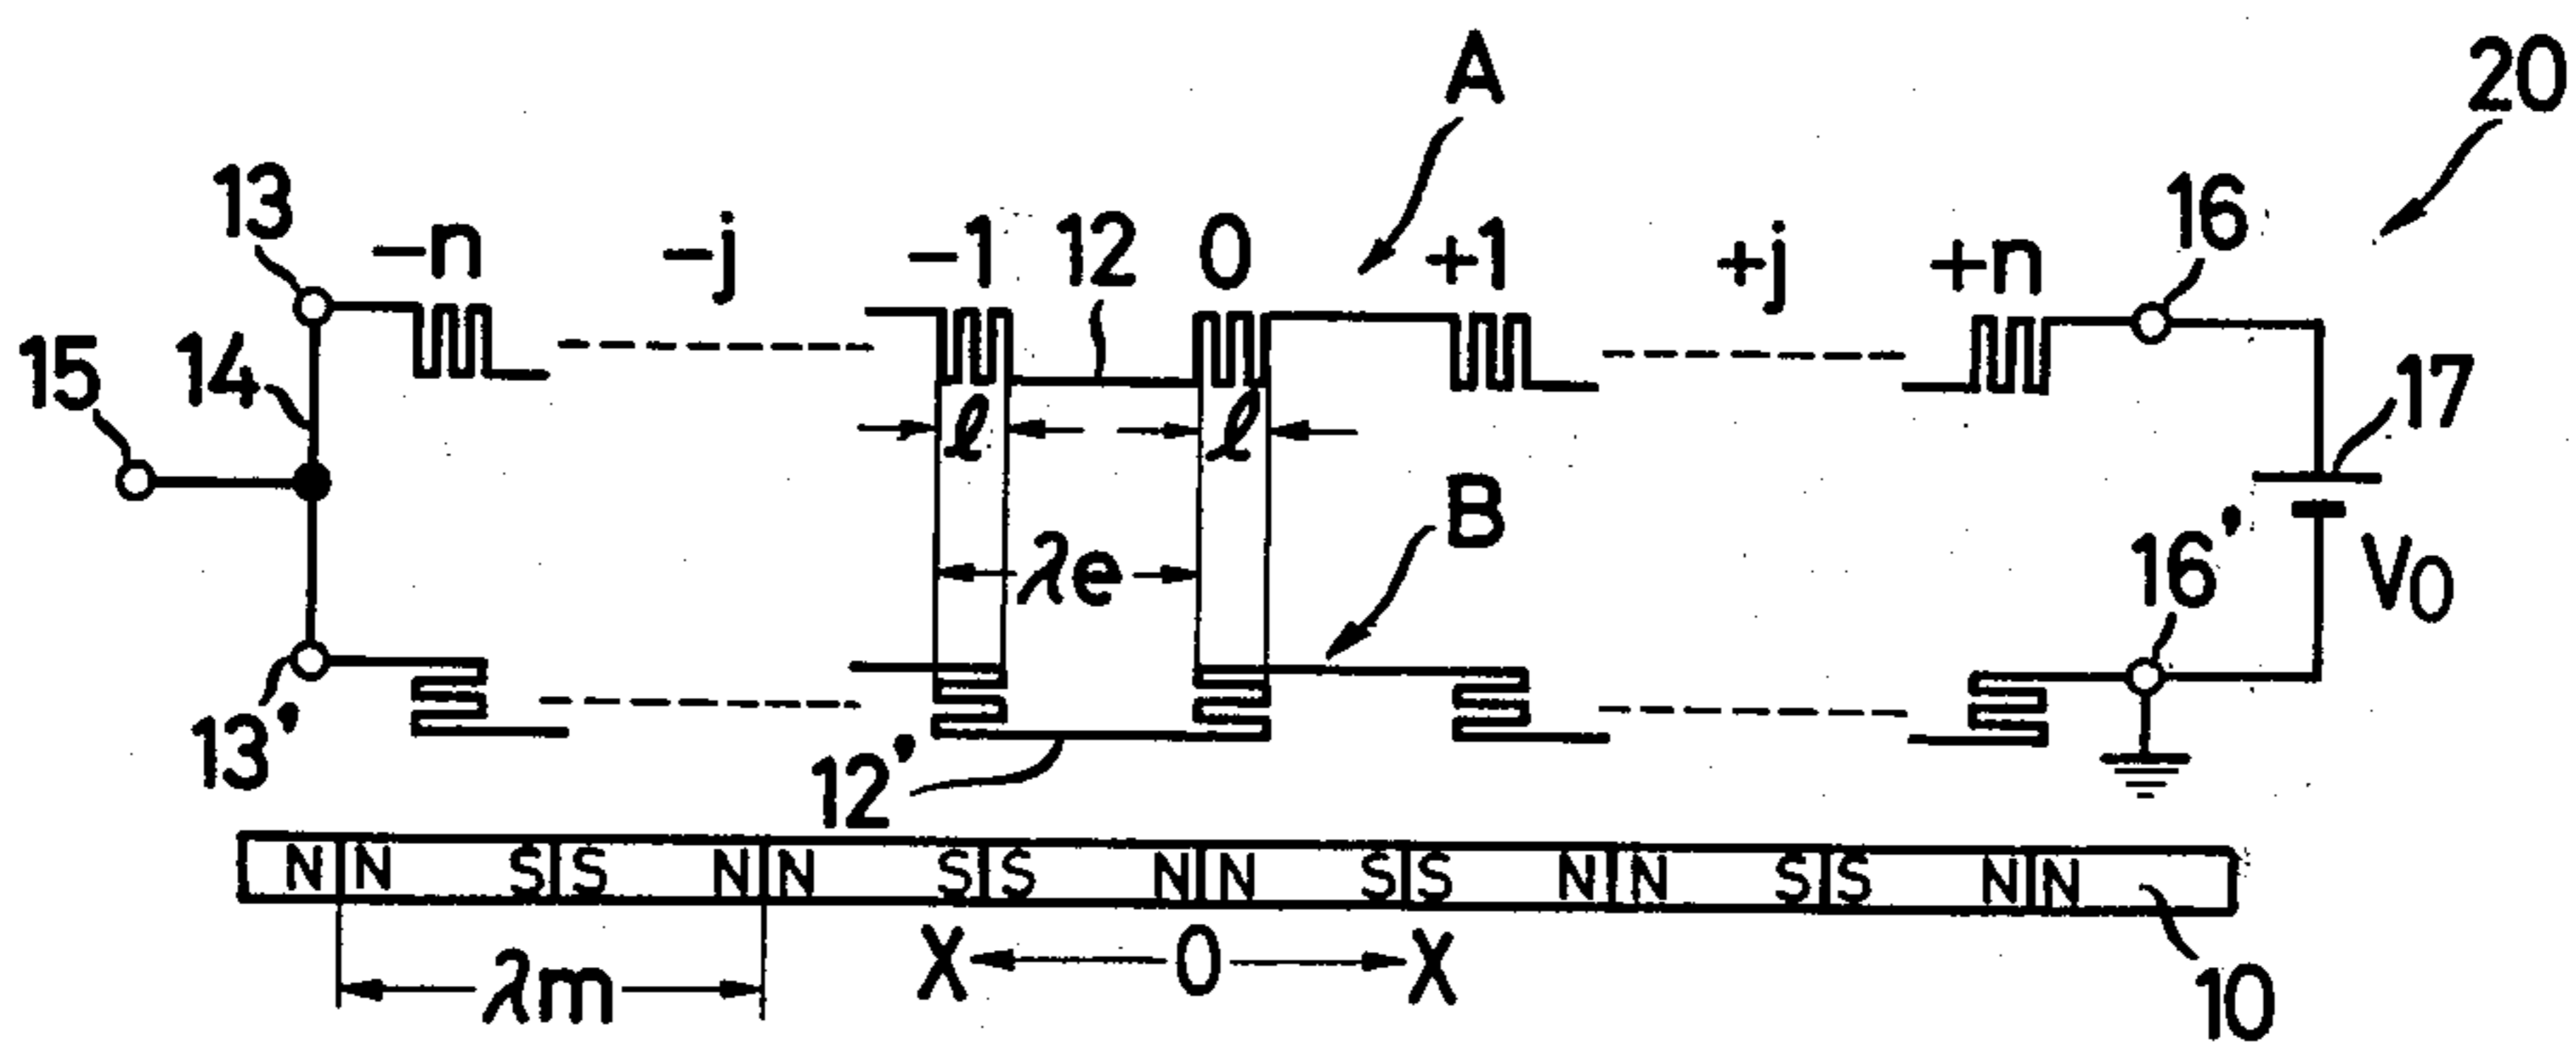 A
20
13
-n
-j
-1
12
0
+1
+j
+n
16
15
14
17
ℓ
ℓ
B
λe
16'
V0
13'
12'
N N S S N N S S N N S S N N S S N N
X 0 X
λm
10